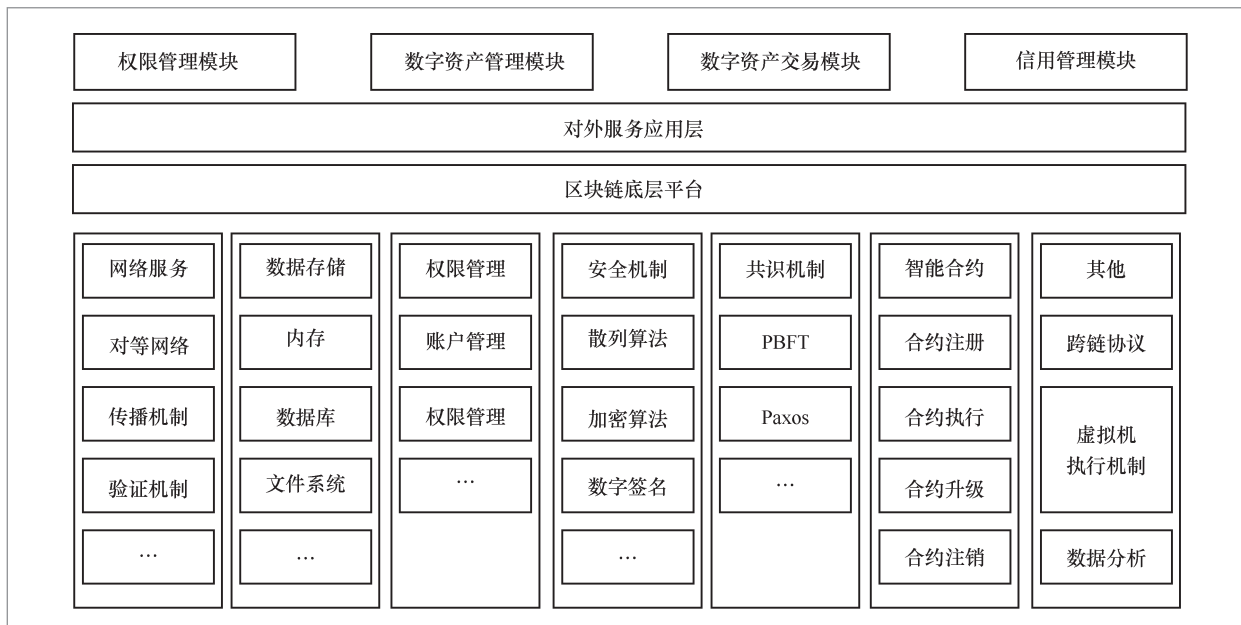 权限管理模块
数字资产管理模块
数字资产交易模块
信用管理模块
对外服务应用层
区块链底层平台
网络服务
对等网络
传播机制
验证机制
…
数据存储
内存
数据库
文件系统
…
权限管理
账户管理
权限管理
…
安全机制
散列算法
加密算法
数字签名
…
共识机制
PBFT
Paxos
…
智能合约
合约注册
合约执行
合约升级
合约注销
其他
跨链协议
虚拟机
执行机制
数据分析